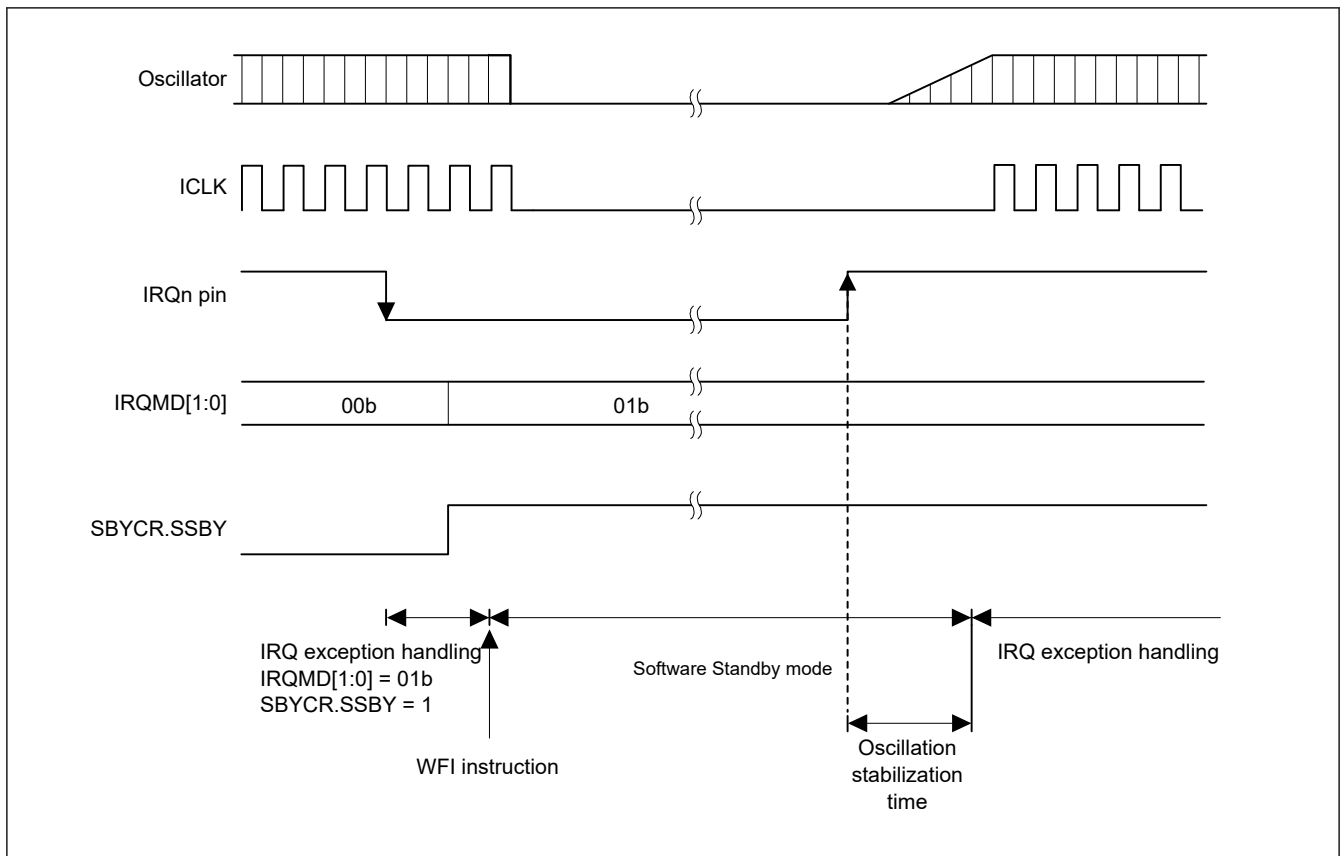 Oscillator
ICLK
IRQn pin
IRQMD[1:0]
00b
01b
SBYCR.SSBY
IRQ exception handling
IRQMD[1:0] = 01b
SBYCR.SSBY = 1
WFI instruction
Software Standby mode
Oscillation
stabilization
time
IRQ exception handling